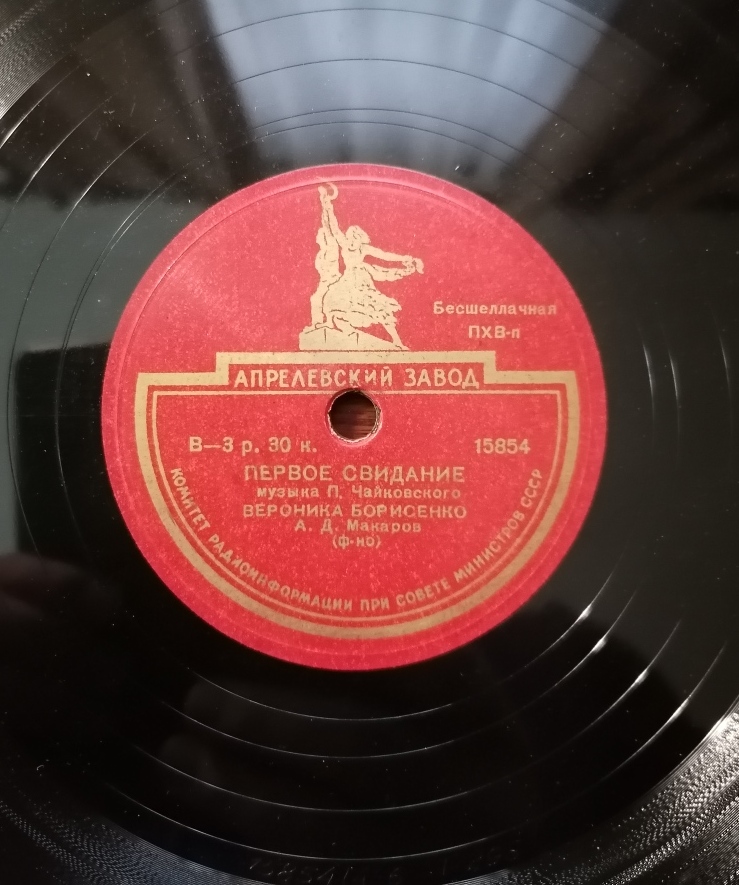 Бесшеллачная
ПХВ-п
АПРЕЛЕВСКИЙ ЗАВОД
В—3 р. 30 к.
15854
ПЕРВОЕ СВИДАНИЕ
музыка П. Чайковского
ВЕРОНИКА БОРИСЕНКО
А. Д. Макаров
(ф-но)
КОМИТЕТ РАДИОИНФОРМАЦИИ ПРИ СОВЕТЕ МИНИСТРОВ СССР